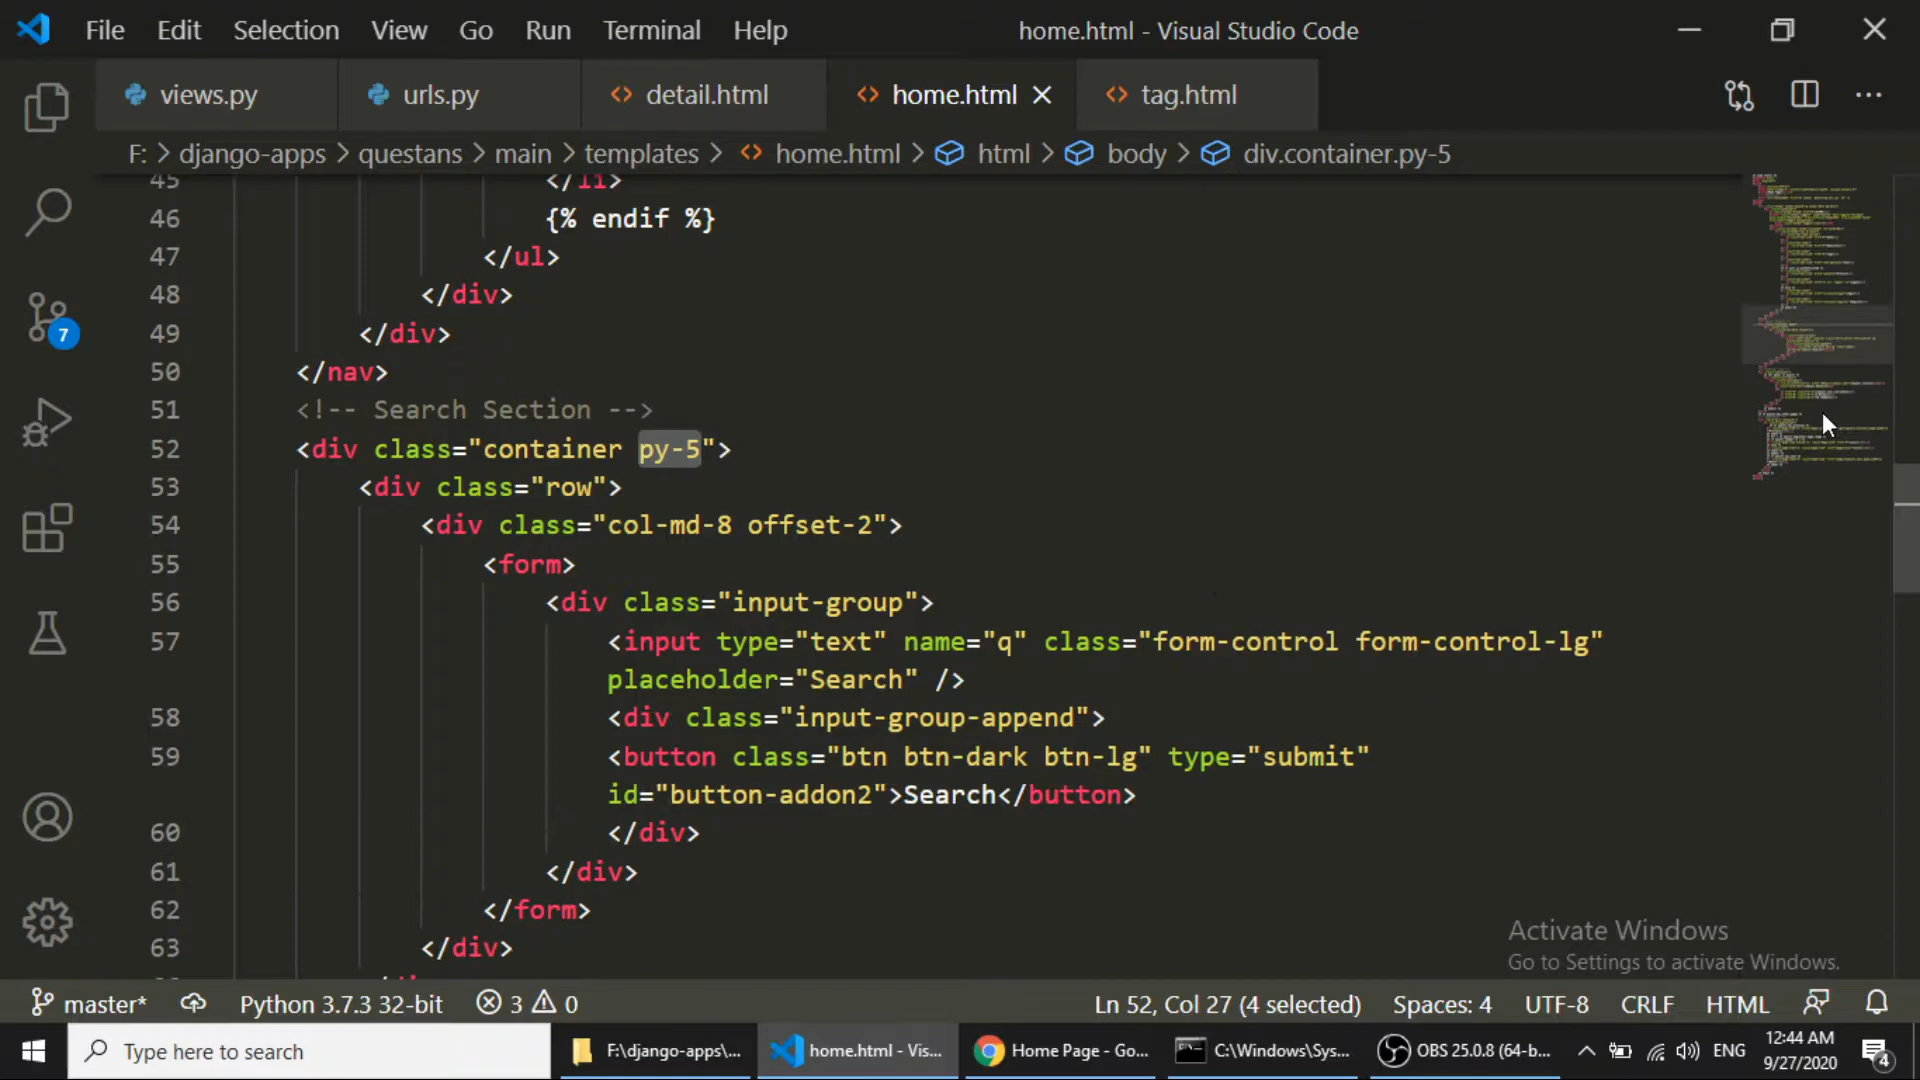 File Edit Selection View Go Run Terminal Help home.html - Visual Studio Code
views.py urls.py detail.html home.html tag.html
F: > django-apps > questans > main > templates > home.html > html > body > div.container.py-5
45 </li>
46 {% endif %}
47 </ul>
48 </div>
49 </div>
50 </nav>
51 <!-- Search Section -->
52 <div class="container py-5">
53 <div class="row">
54 <div class="col-md-8 offset-2">
55 <form>
56 <div class="input-group">
57 <input type="text" name="q" class="form-control form-control-lg"
placeholder="Search" />
58 <div class="input-group-append">
59 <button class="btn btn-dark btn-lg" type="submit"
id="button-addon2">Search</button>
60 </div>
61 </div>
62 </form>
63 </div>
Activate Windows
Go to Settings to activate Windows.
7
master* Python 3.7.3 32-bit 3 0 Ln 52, Col 27 (4 selected) Spaces: 4 UTF-8 CRLF HTML
Type here to search F:\django-apps\... home.html - Vis... Home Page - Go... C:\Windows\Sys... OBS 25.0.8 (64-b... ENG 12:44 AM
9/27/2020 4